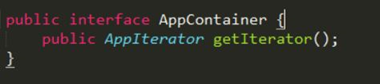 public interface AppContainer {
    public AppIterator getIterator();
}